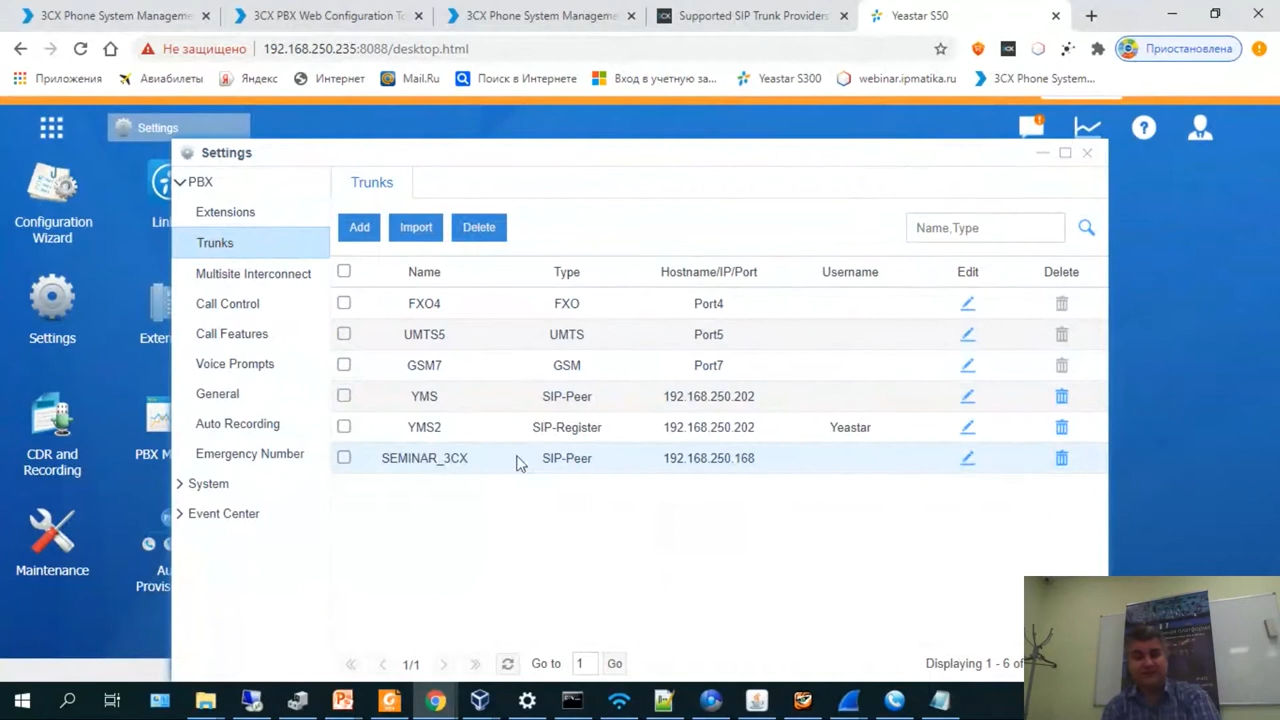 3CX Phone System Manageme
3CX PBX Web Configuration To
3CX Phone System Manageme
Supported SIP Trunk Providers
Yeastar S50
Не защищено
192.168.250.235:8088/desktop.html
Приостановлена
Приложения
Авиабилеты
Яндекс
Интернет
Mail.Ru
Поиск в Интернете
Вход в учетную за...
Yeastar S300
webinar.ipmatika.ru
3CX Phone System...
Settings
Settings
Configuration
Wizard
Lin
Settings
Exter
CDR and
Recording
PBX M
Maintenance
Au
Provis
PBX
Extensions
Trunks
Multisite Interconnect
Call Control
Call Features
Voice Prompts
General
Auto Recording
Emergency Number
System
Event Center
Trunks
Add Import Delete
Name,Type
Name Type Hostname/IP/Port Username Edit Delete
FXO4 FXO Port4
UMTS5 UMTS Port5
GSM7 GSM Port7
YMS SIP-Peer 192.168.250.202
YMS2 SIP-Register 192.168.250.202 Yeastar
SEMINAR_3CX SIP-Peer 192.168.250.168
1/1 Go to 1 Go
Displaying 1 - 6 of